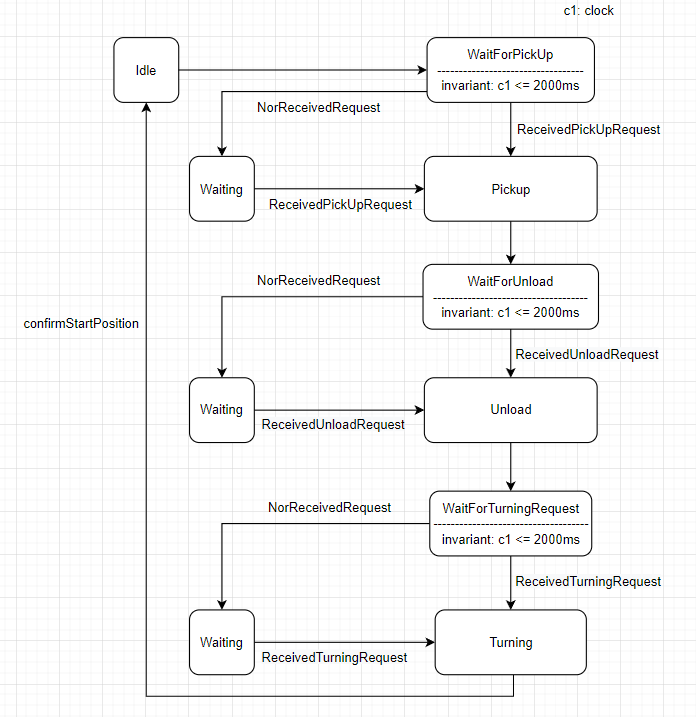 c1: clock
Idle
WaitForPickUp
invariant: c1 <= 2000ms
NorReceivedRequest
ReceivedPickUpRequest
Waiting
ReceivedPickUpRequest
Pickup
NorReceivedRequest
WaitForUnload
invariant: c1 <= 2000ms
confirmStartPosition
ReceivedUnloadRequest
Waiting
ReceivedUnloadRequest
Unload
NorReceivedRequest
WaitForTurningRequest
invariant: c1 <= 2000ms
ReceivedTurningRequest
Waiting
ReceivedTurningRequest
Turning